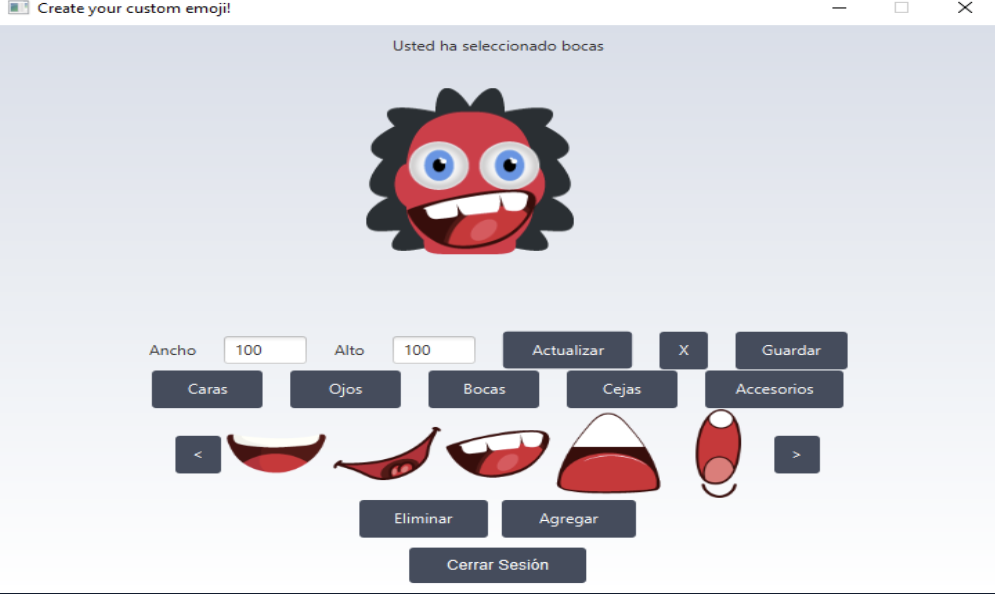 Create your custom emoji!
Usted ha seleccionado bocas
Ancho 100 Alto 100 Actualizar X Guardar
Caras Ojos Bocas Cejas Accesorios
< >
Eliminar Agregar
Cerrar Sesión